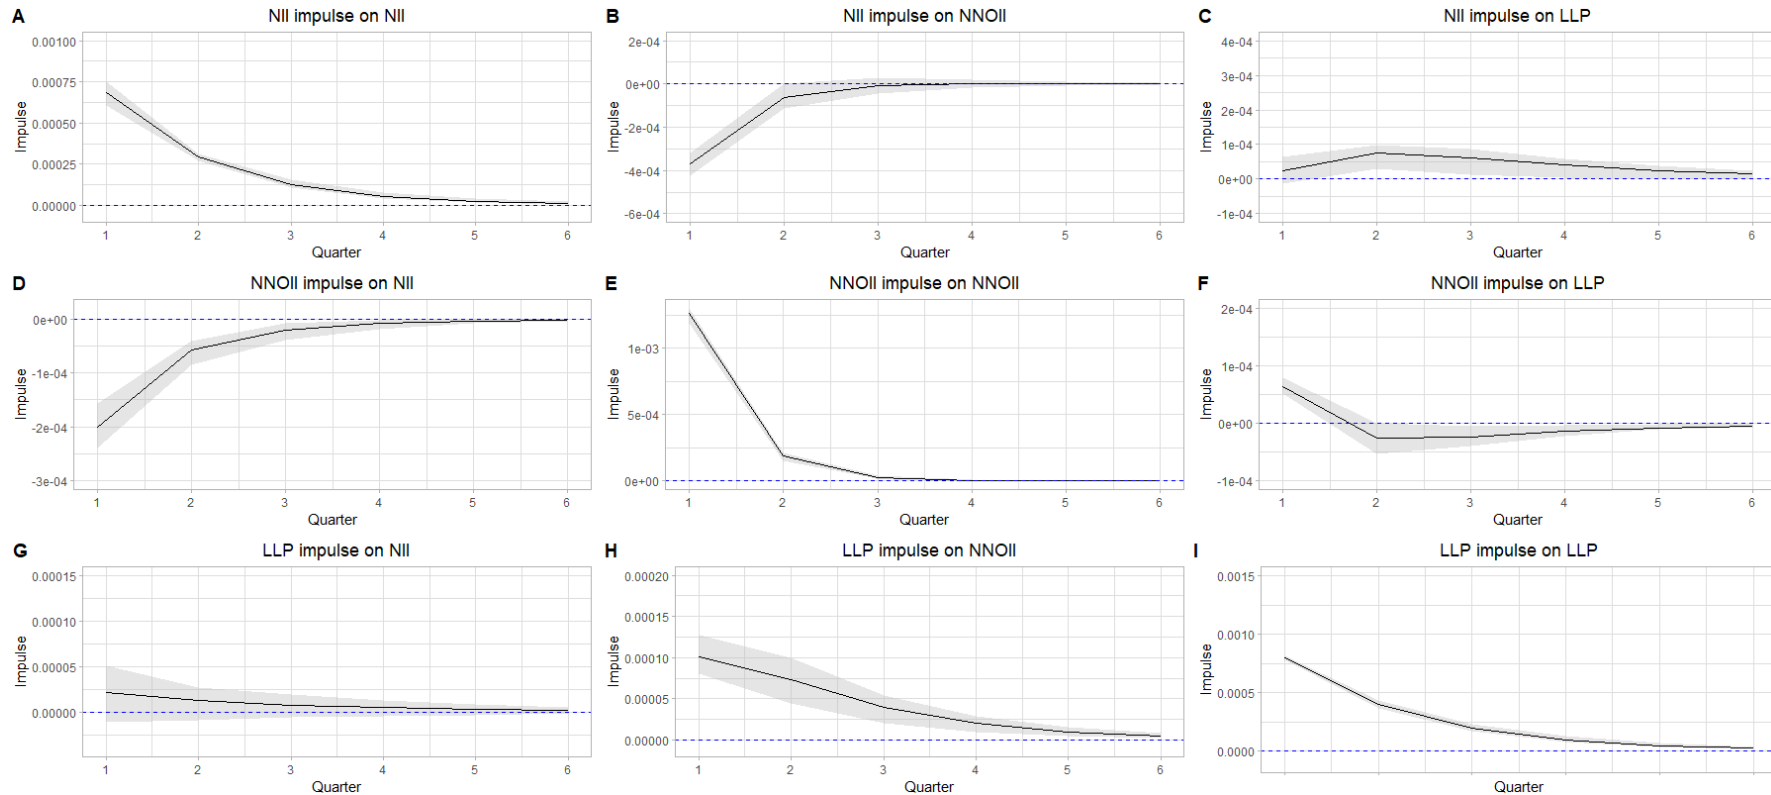 A NII impulse on NII
0.00100
0.00075
0.00050
0.00025
0.00000
Impulse
1 2 3 4 5 6
Quarter
B NII impulse on NNOII
2e-04
0e+00
-2e-04
-4e-04
-6e-04
Impulse
1 2 3 4 5 6
Quarter
C NII impulse on LLP
4e-04
3e-04
2e-04
1e-04
0e+00
-1e-04
Impulse
1 2 3 4 5 6
Quarter
D NNOII impulse on NII
0e+00
-1e-04
-2e-04
-3e-04
Impulse
1 2 3 4 5 6
Quarter
E NNOII impulse on NNOII
1e-03
5e-04
0e+00
Impulse
1 2 3 4 5 6
Quarter
F NNOII impulse on LLP
2e-04
1e-04
0e+00
-1e-04
Impulse
1 2 3 4 5 6
Quarter
G LLP impulse on NII
0.00015
0.00010
0.00005
0.00000
Impulse
1 2 3 4 5 6
Quarter
H LLP impulse on NNOII
0.00020
0.00015
0.00010
0.00005
0.00000
Impulse
1 2 3 4 5 6
Quarter
I LLP impulse on LLP
0.0015
0.0010
0.0005
0.0000
Impulse
Quarter